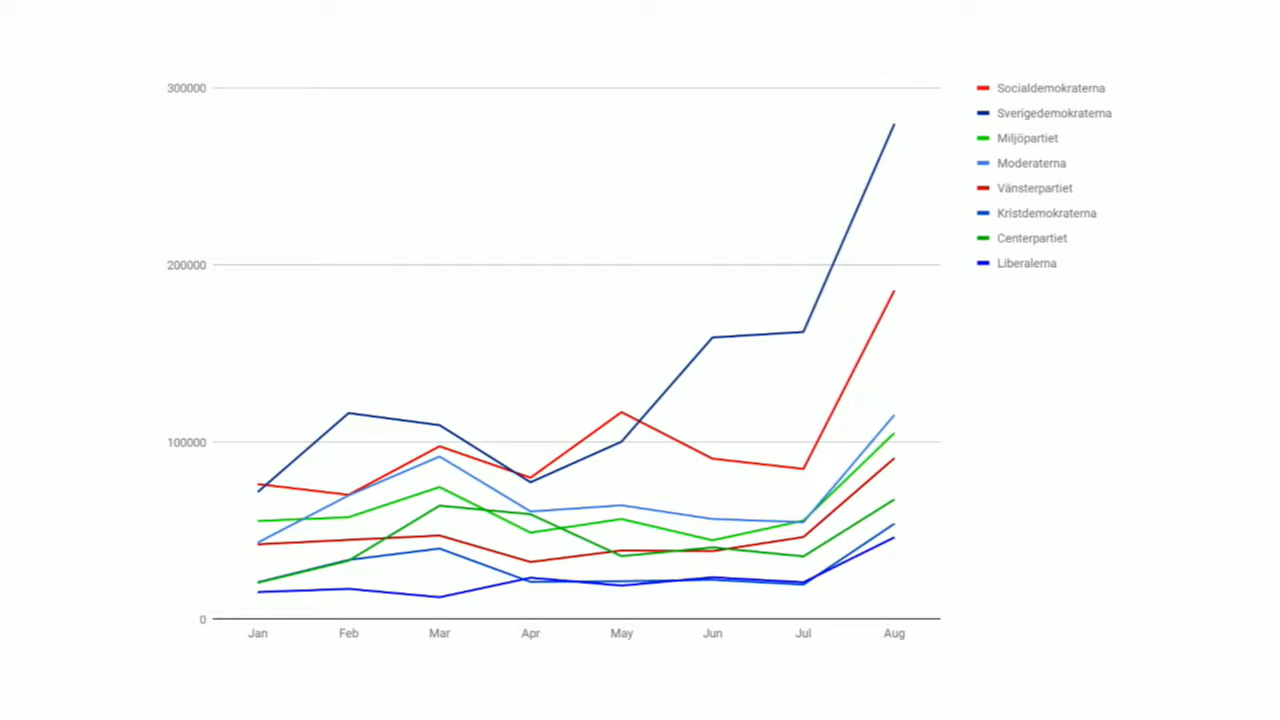 300000
200000
100000
0
Jan Feb Mar Apr May Jun Jul Aug
Socialdemokraterna
Sverigedemokraterna
Miljöpartiet
Moderaterna
Vänsterpartiet
Kristdemokraterna
Centerpartiet
Liberalerna